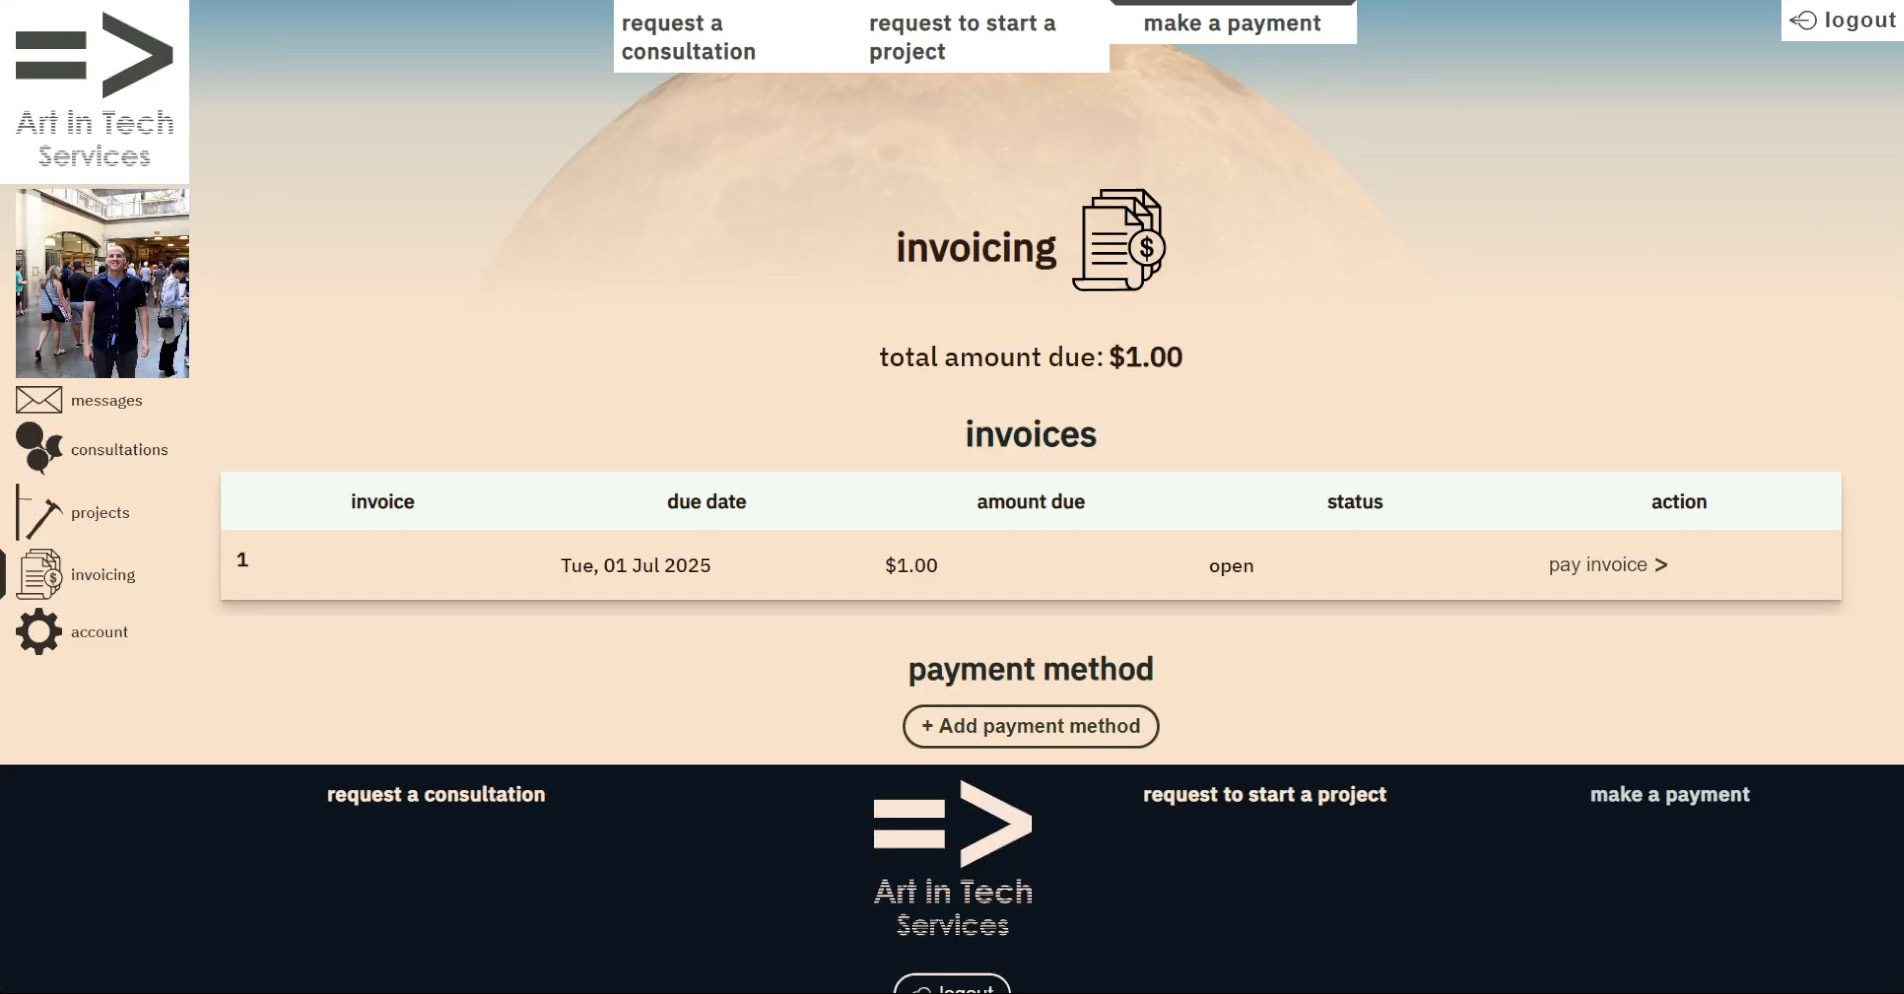 request a
consultation
request to start a
project
make a payment
logout
Art in Tech
Services
messages
consultations
projects
invoicing
account
invoicing
$
total amount due: $1.00
invoices
invoice due date amount due status action
1 Tue, 01 Jul 2025 $1.00 open pay invoice >
payment method
+ Add payment method
request a consultation
Art in Tech
Services
request to start a project
make a payment
logout